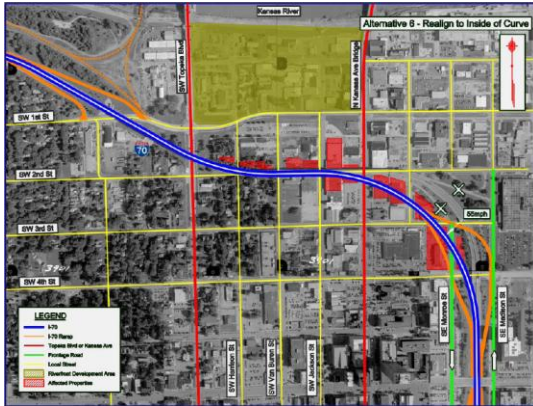 Kansas River
Alternative 6 - Realign to Inside of Curve
SW Topeka Blvd
N Kansas Ave Bridge
SW 1st St
70
SW 2nd St
55mph
SW 3rd St
SW 4th St
LEGEND
I-70
I-70 Ramp
Topeka Blvd or Kansas Ave
Frontage Road
Local Street
Riverfront Development Area
Affected Properties
SW Harrison St
SW Van Buren St
SW Jackson St
SE Monroe St
SE Madison St